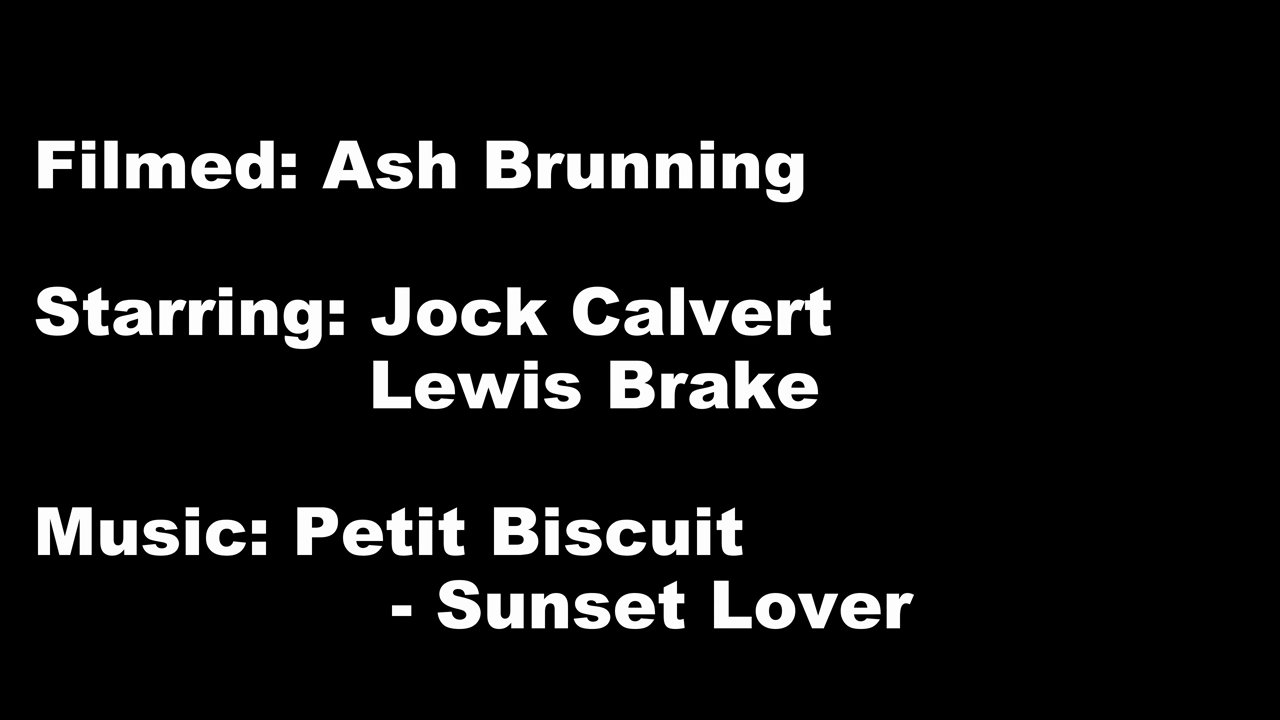 Filmed: Ash Brunning
Starring: Jock Calvert
Lewis Brake
Music: Petit Biscuit
- Sunset Lover